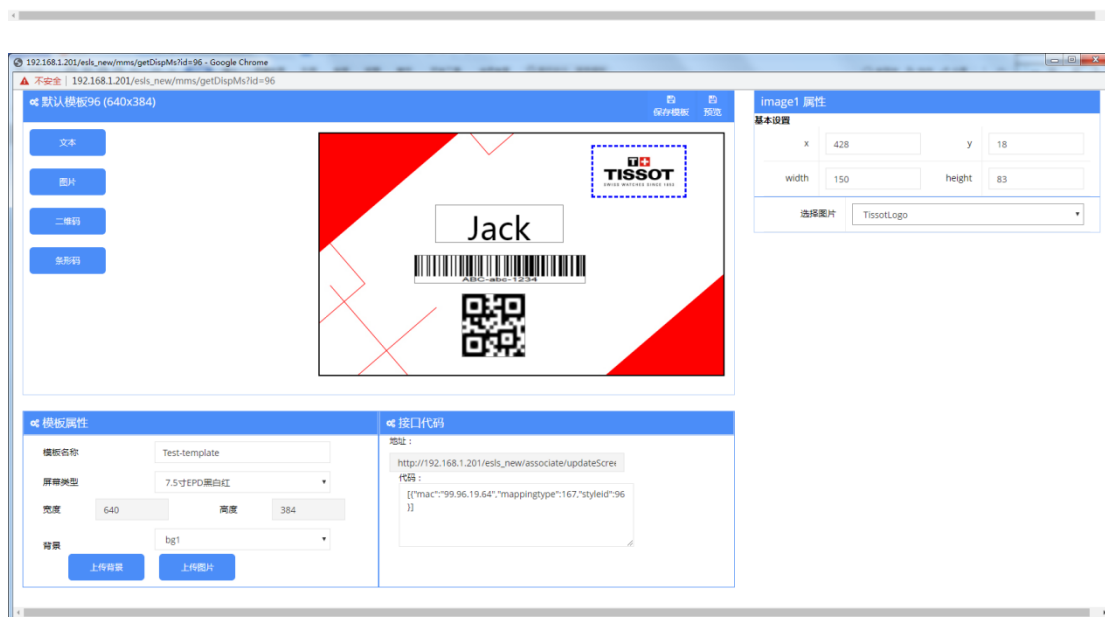 192.168.1.201/esls_new/mms/getDispMs?id=96 - Google Chrome
不安全 | 192.168.1.201/esls_new/mms/getDispMs?id=96
默认模板96 (640x384)
保存模板 预览
文本
图片
二维码
条形码
TISSOT
SWISS WATCHES SINCE 1853
Jack
ABC-abc-1234
image1 属性
基本设置
x 428 y 18
width 150 height 83
选择图片 TissotLogo
模板属性
模板名称 Test-template
屏幕类型 7.5寸EPD黑白红
宽度 640 高度 384
背景 bg1
上传背景 上传图片
接口代码
地址：
http://192.168.1.201/esls_new/associate/updateScree
代码：
[{"mac":"99.96.19.64","mappingtype":167,"styleid":96
}]